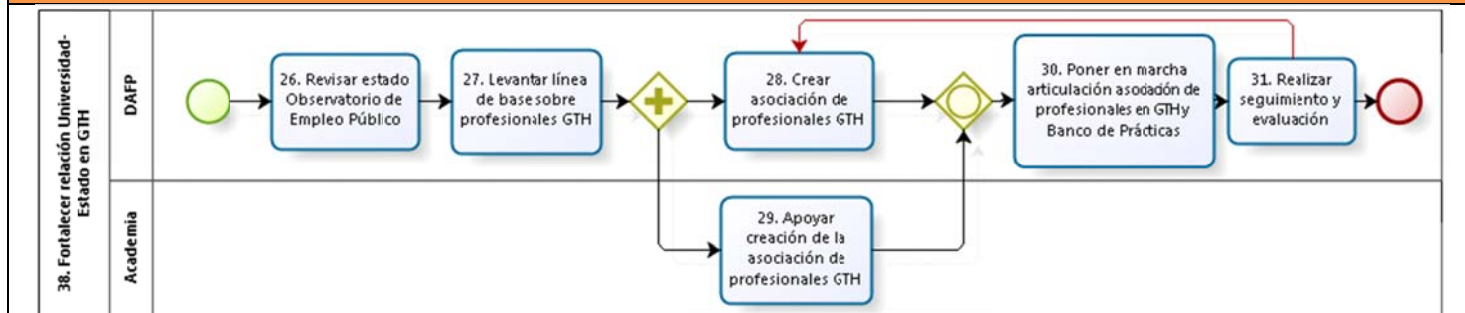 38. Fortalecer relación Universidad-
Estado en GTH
DAFP
26. Revisar estado
Observatorio de
Empleo Público
27. Levantar línea
de base sobre
profesionales GTH
28. Crear
asociación de
profesionales GTH
30. Poner en marcha
articulación asociación de
profesionales en GTH y
Banco de Prácticas
31. Realizar
seguimiento y
evaluación
Academia
29. Apoyar
creación de la
asociación de
profesionales GTH